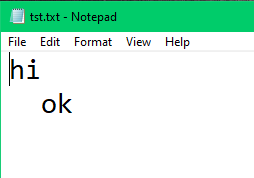 tst.txt - Notepad
File Edit Format View Help
hi
ok